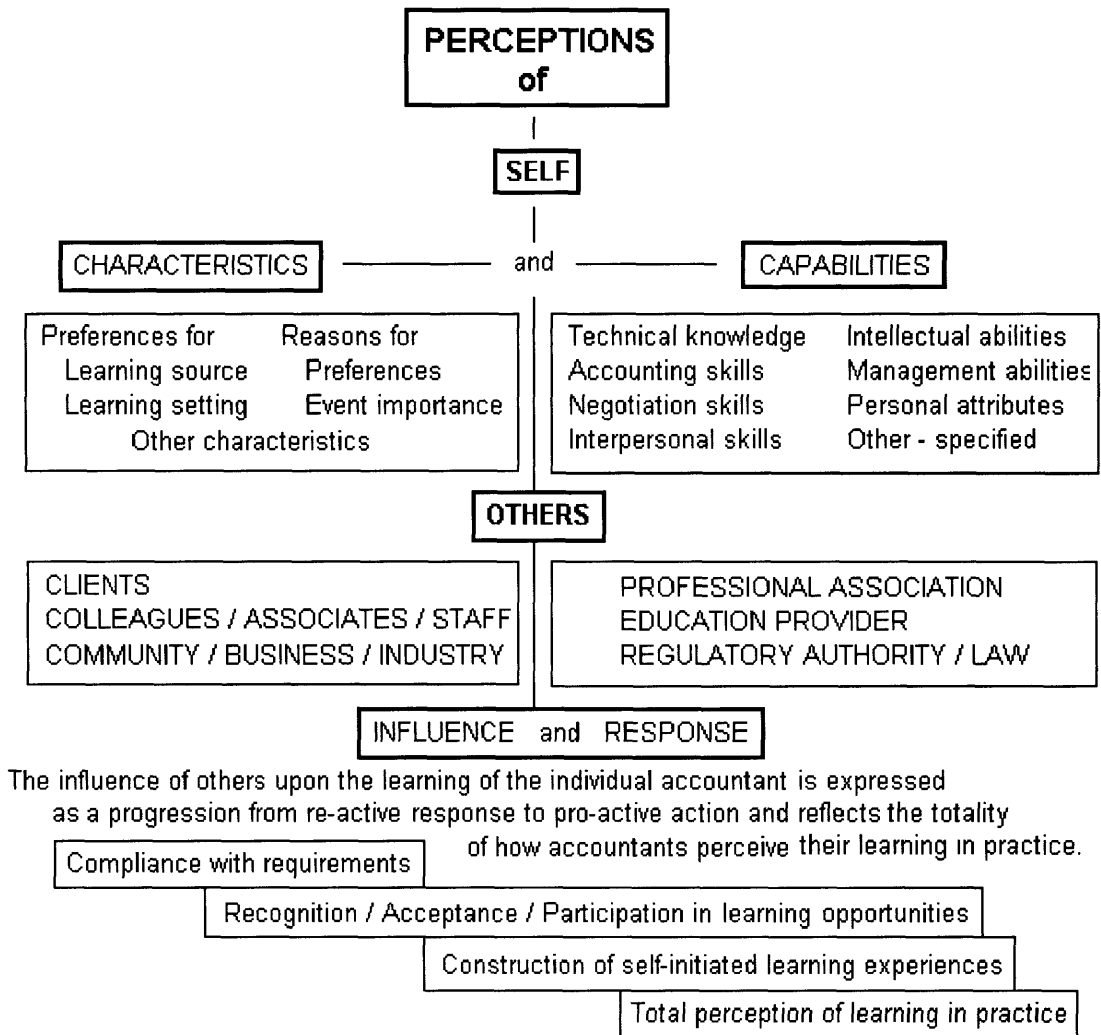 PERCEPTIONS
of
SELF
CHARACTERISTICS and CAPABILITIES
Preferences for Reasons for
Learning source Preferences
Learning setting Event importance
Other characteristics
Technical knowledge Intellectual abilities
Accounting skills Management abilities
Negotiation skills Personal attributes
Interpersonal skills Other - specified
OTHERS
CLIENTS
COLLEAGUES / ASSOCIATES / STAFF
COMMUNITY / BUSINESS / INDUSTRY
PROFESSIONAL ASSOCIATION
EDUCATION PROVIDER
REGULATORY AUTHORITY / LAW
INFLUENCE and RESPONSE
The influence of others upon the learning of the individual accountant is expressed
as a progression from re-active response to pro-active action and reflects the totality
of how accountants perceive their learning in practice.
Compliance with requirements
Recognition / Acceptance / Participation in learning opportunities
Construction of self-initiated learning experiences
Total perception of learning in practice